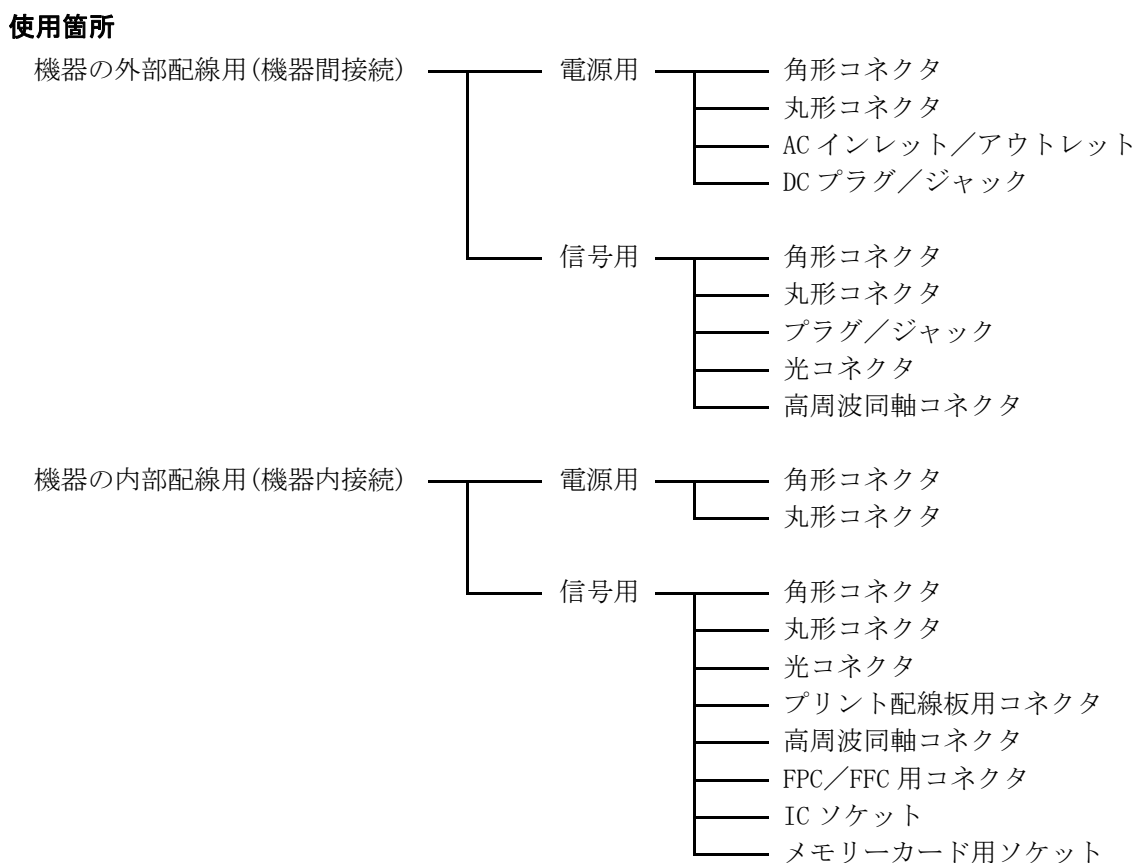 使用箇所
機器の外部配線用(機器間接続) 電源用 角形コネクタ
丸形コネクタ
AC インレット／アウトレット
DC プラグ／ジャック
信号用 角形コネクタ
丸形コネクタ
プラグ／ジャック
光コネクタ
高周波同軸コネクタ
機器の内部配線用(機器内接続) 電源用 角形コネクタ
丸形コネクタ
信号用 角形コネクタ
丸形コネクタ
光コネクタ
プリント配線板用コネクタ
高周波同軸コネクタ
FPC／FFC 用コネクタ
IC ソケット
メモリーカード用ソケット